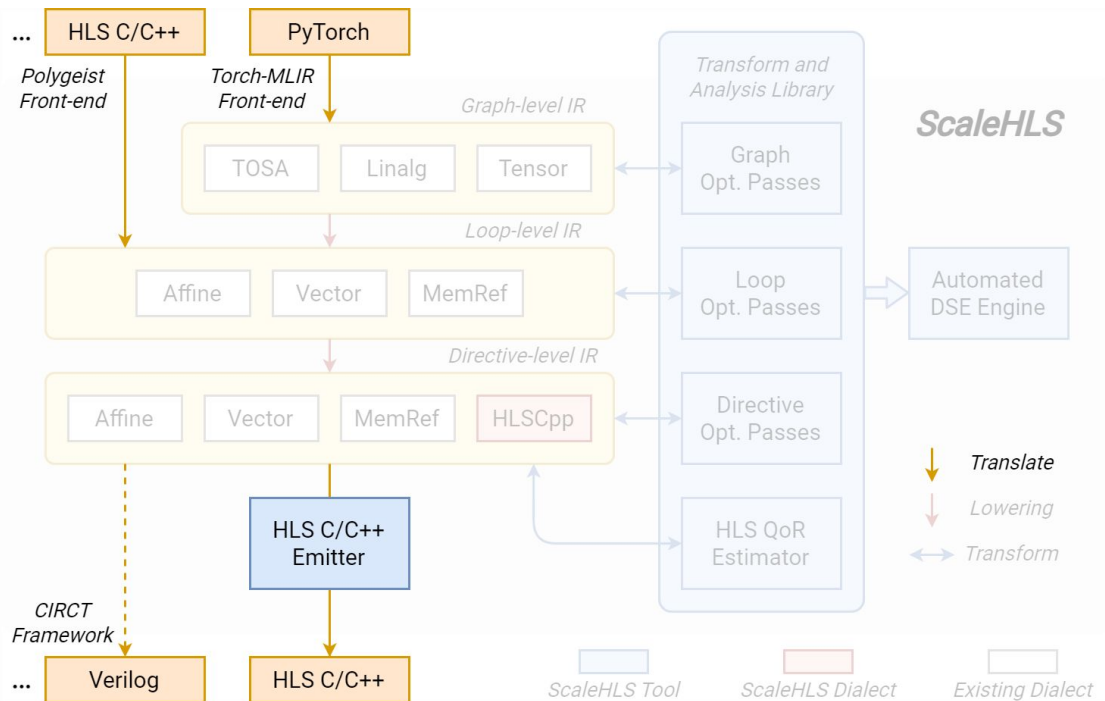 ... HLS C/C++ PyTorch
Polygeist
Front-end
Torch-MLIR
Front-end
Transform and
Analysis Library
ScaleHLS
Graph-level IR
TOSA Linalg Tensor
Graph
Opt. Passes
Loop-level IR
Affine Vector MemRef
Loop
Opt. Passes
Automated
DSE Engine
Directive-level IR
Affine Vector MemRef HLSCpp
Directive
Opt. Passes
Translate
Lowering
Transform
HLS C/C++
Emitter
HLS QoR
Estimator
CIRCT
Framework
... Verilog HLS C/C++
ScaleHLS Tool ScaleHLS Dialect Existing Dialect